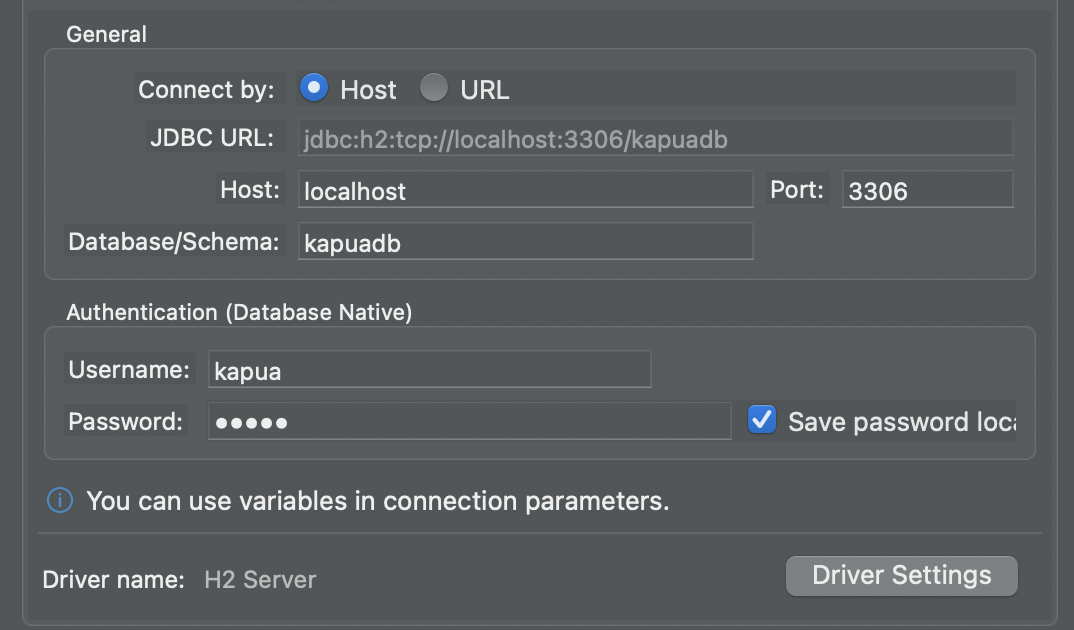 General
Connect by: Host URL
JDBC URL: jdbc:h2:tcp://localhost:3306/kapuadb
Host: localhost Port: 3306
Database/Schema: kapuadb
Authentication (Database Native)
Username: kapua
Password: •••••  Save password loca
You can use variables in connection parameters.
Driver name: H2 Server Driver Settings